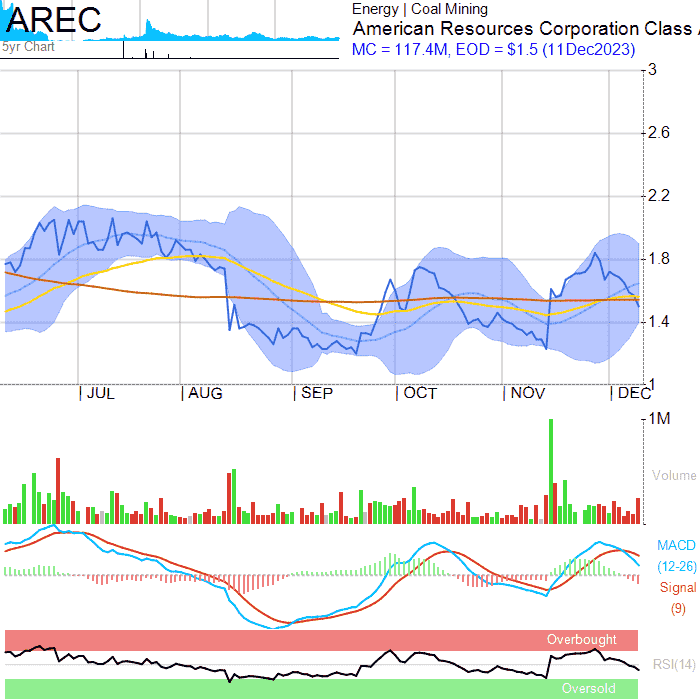 AREC
5yr Chart
Energy | Coal Mining
American Resources Corporation Class
MC = 117.4M, EOD = $1.5 (11Dec2023)
3
2.6
2.2
1.8
1.4
1
JUL AUG SEP OCT NOV DEC
1M
Volume
MACD
(12-26)
Signal
(9)
Overbought
RSI(14)
Oversold